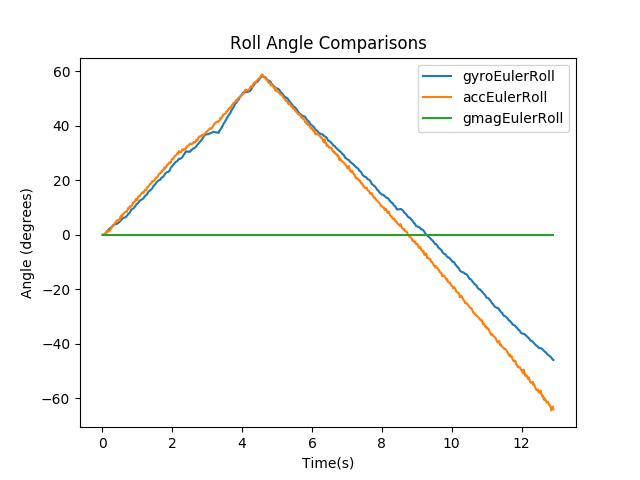 Roll Angle Comparisons
gyroEulerRoll
accEulerRoll
gmagEulerRoll
Angle (degrees)
60
40
20
0
−20
−40
−60
0 2 4 6 8 10 12
Time(s)